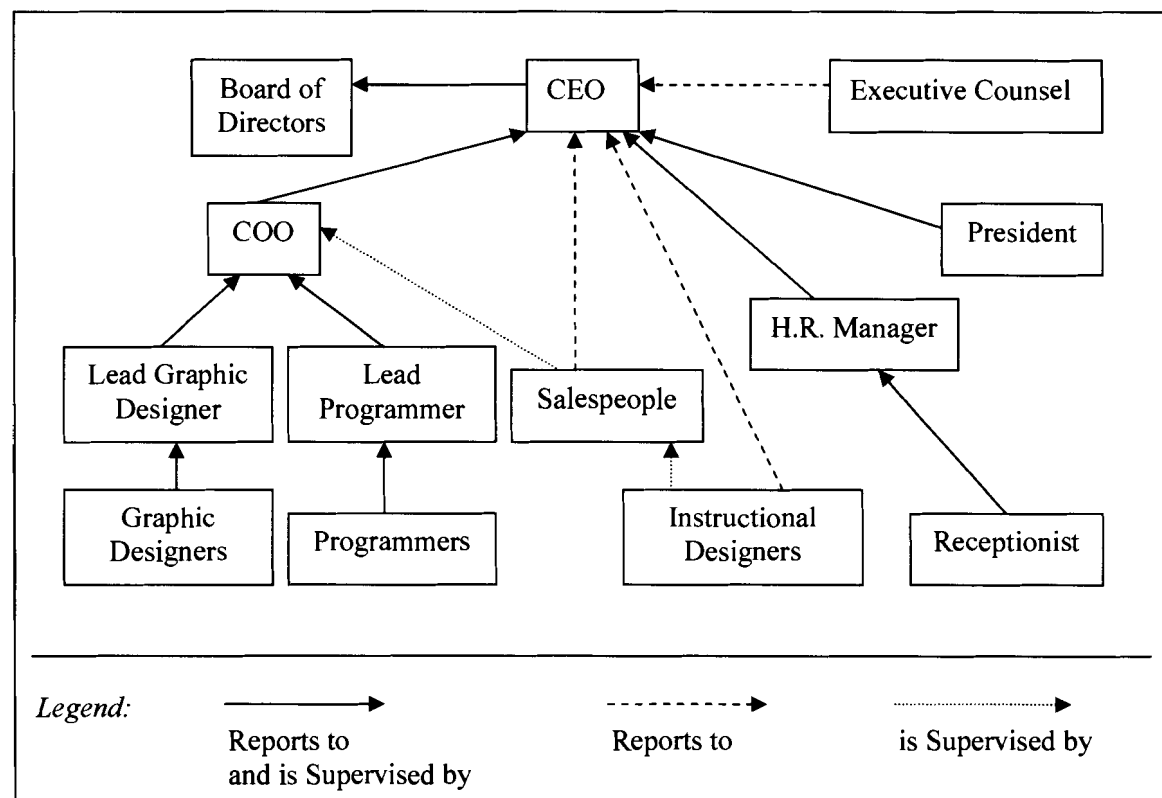 Board of
Directors
CEO
Executive Counsel
COO
President
H.R. Manager
Lead Graphic
Designer
Lead
Programmer
Salespeople
Graphic
Designers
Programmers
Instructional
Designers
Receptionist
Legend:
Reports to
and is Supervised by
Reports to
is Supervised by